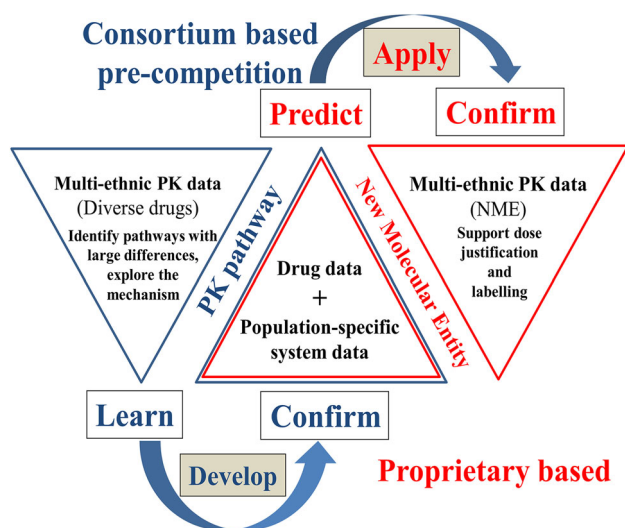 Consortium based
pre-competition
Apply
Predict
Confirm
Multi-ethnic PK data
(Diverse drugs)
Identify pathways with
large differences,
explore the
mechanism
PK pathway
Drug data
+
Population-specific
system data
New Molecular Entity
Multi-ethnic PK data
(NME)
Support dose
justification
and
labelling
Learn
Confirm
Develop
Proprietary based